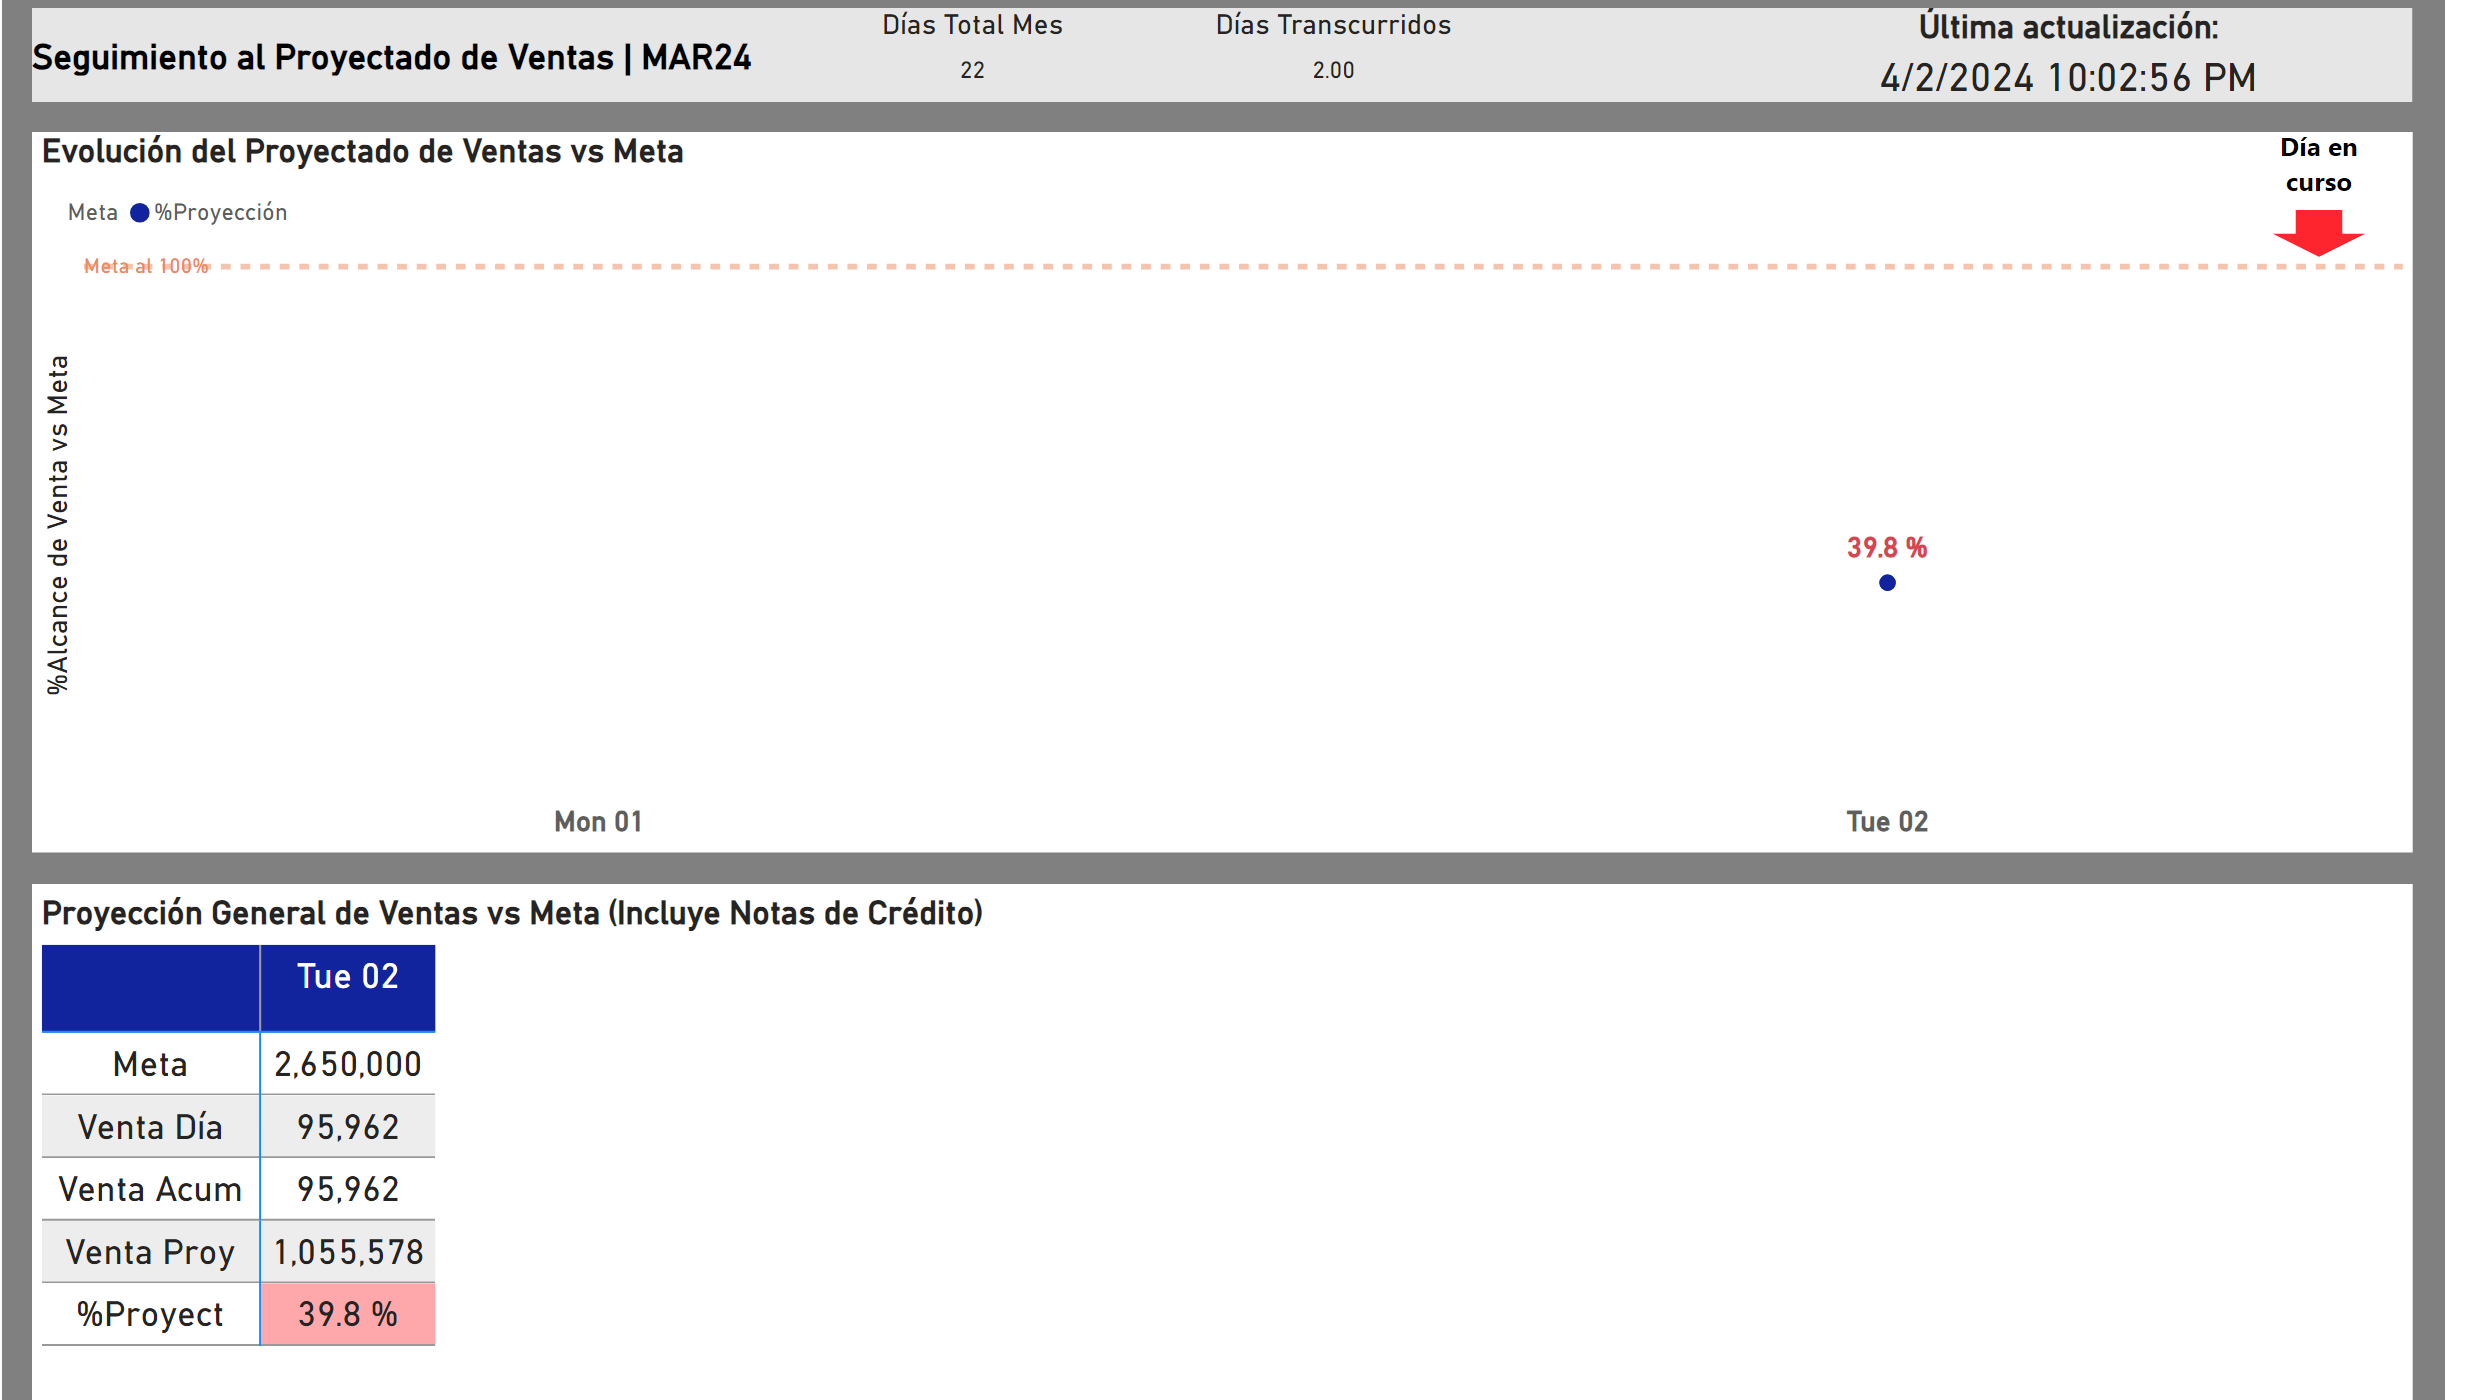 Seguimiento al Proyectado de Ventas | MAR24
Días Total Mes
22
Días Transcurridos
2.00
Última actualización:
4/2/2024 10:02:56 PM
Evolución del Proyectado de Ventas vs Meta
Día en
curso
Meta %Proyección
Meta al 100%
%Alcance de Venta vs Meta
39.8 %
Mon 01
Tue 02
Proyección General de Ventas vs Meta (Incluye Notas de Crédito)
Tue 02
Meta 2,650,000
Venta Día 95,962
Venta Acum 95,962
Venta Proy 1,055,578
%Proyect 39.8 %